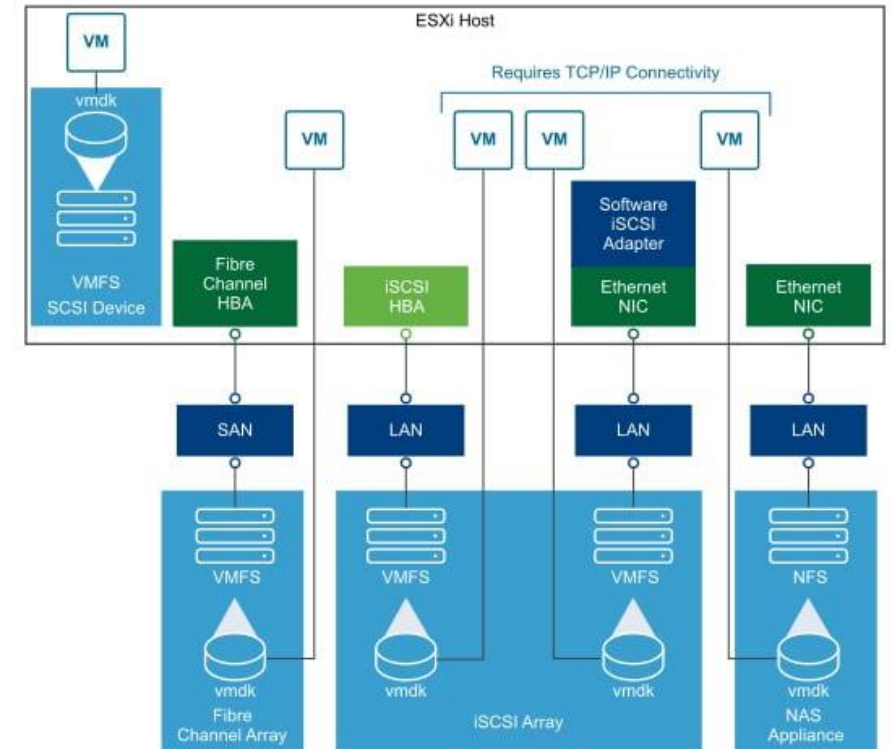 ESXi Host
VM
Requires TCP/IP Connectivity
vmdk
VM
VM
VM
VM
VMFS
SCSI Device
Fibre
Channel
HBA
iSCSI
HBA
Software
iSCSI
Adapter
Ethernet
NIC
Ethernet
NIC
SAN
LAN
LAN
LAN
VMFS
VMFS
VMFS
NFS
vmdk
vmdk
vmdk
vmdk
Fibre
Channel Array
iSCSI Array
NAS
Appliance